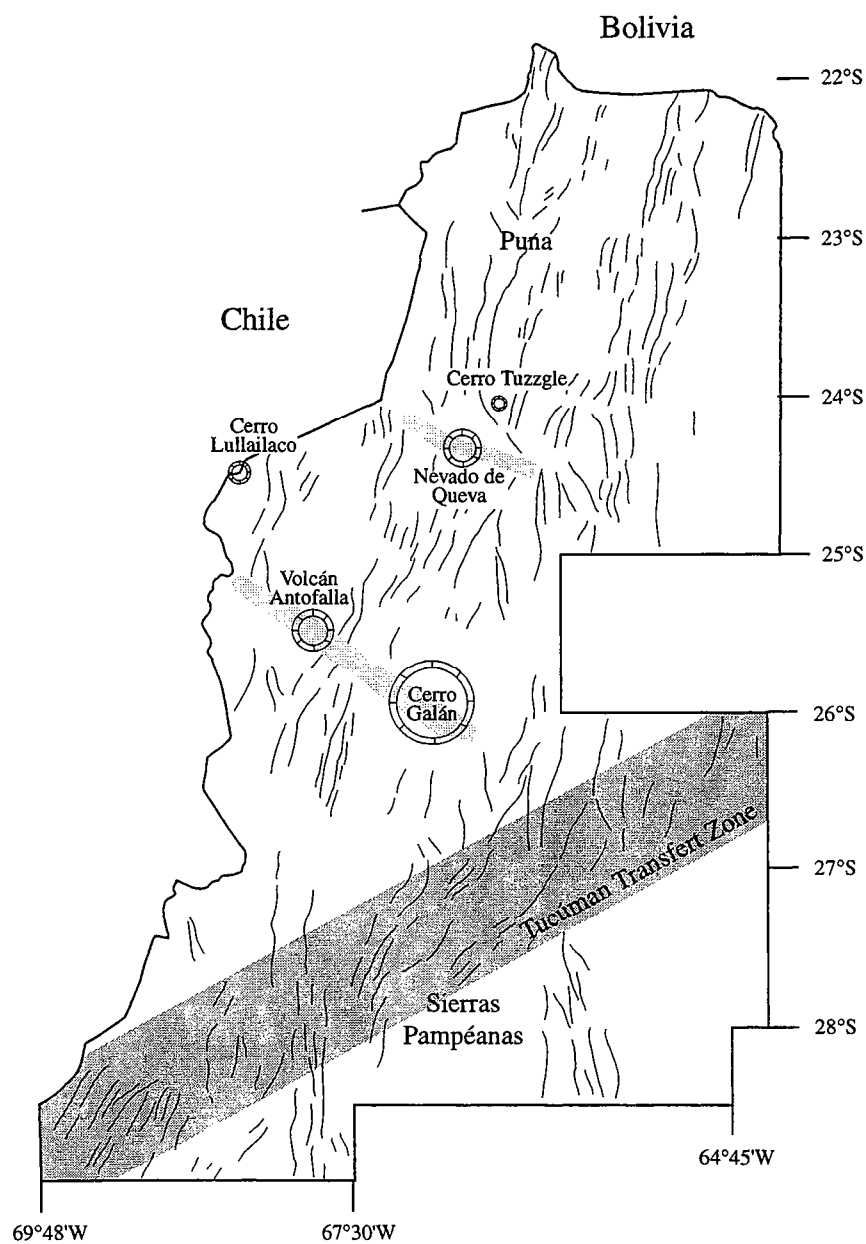 Bolivia
22°S
Puna
23°S
Chile
Cerro Tuzzgle
24°S
Cerro
Lullailaco
Nevado de
Queva
25°S
Volcán
Antofalla
Cerro
Galán
26°S
Tucúman Transfert Zone
27°S
Sierras
Pampéanas
28°S
64°45'W
69°48'W
67°30'W